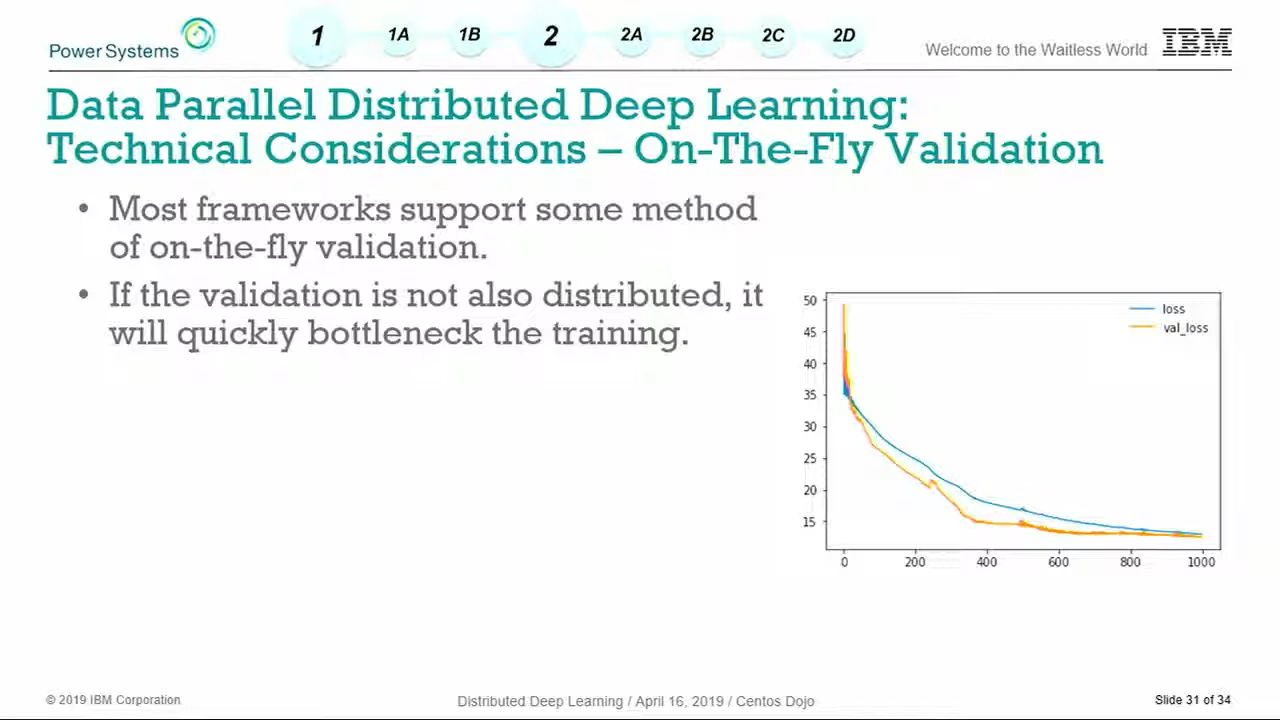 Power Systems
1 1A 1B 2 2A 2B 2C 2D
Welcome to the Waitless World
IBM
Data Parallel Distributed Deep Learning:
Technical Considerations – On-The-Fly Validation
• Most frameworks support some method
of on-the-fly validation.
• If the validation is not also distributed, it
will quickly bottleneck the training.
loss
val_loss
50
45
40
35
30
25
20
15
0 200 400 600 800 1000
© 2019 IBM Corporation
Distributed Deep Learning / April 16, 2019 / Centos Dojo
Slide 31 of 34